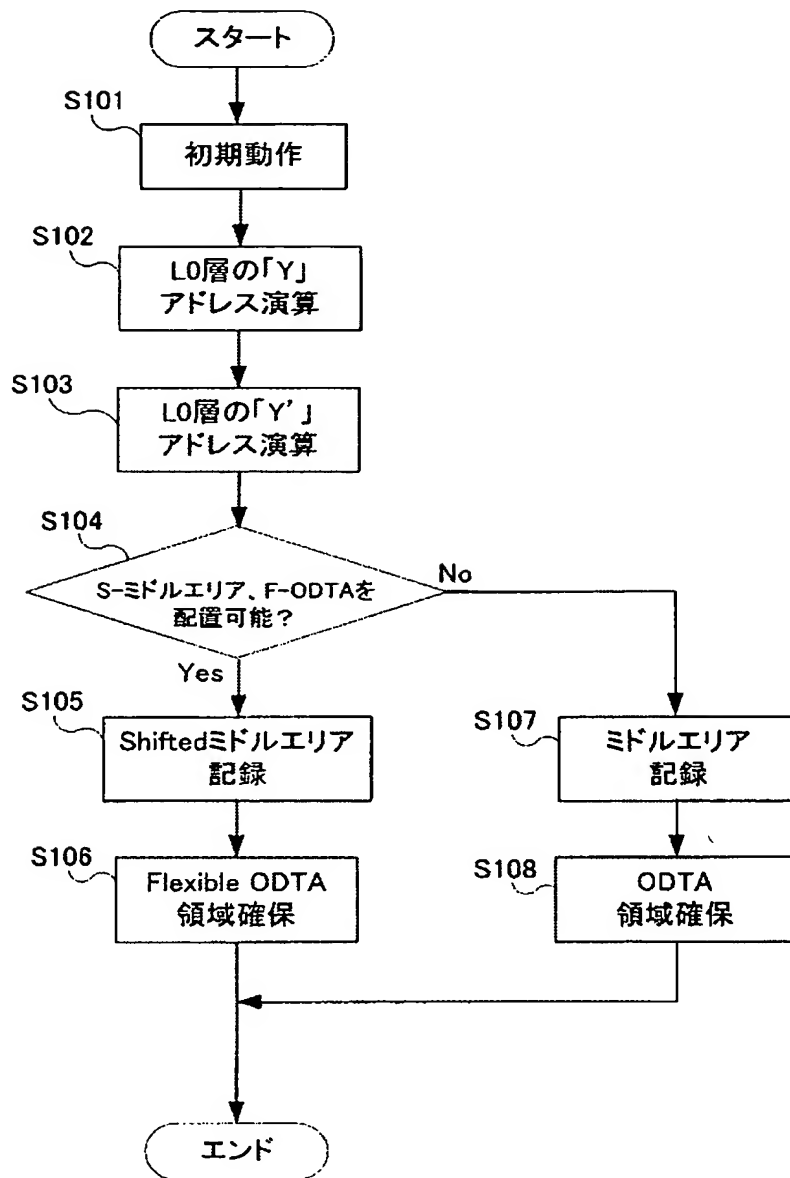 スタート
S101
初期動作
S102
L0層の「Y」
アドレス演算
S103
L0層の「Y'」
アドレス演算
S104
S-ミドルエリア、F-ODTAを
配置可能？
No
Yes
S105
Shiftedミドルエリア
記録
S107
ミドルエリア
記録
S106
Flexible ODTA
領域確保
S108
ODTA
領域確保
エンド